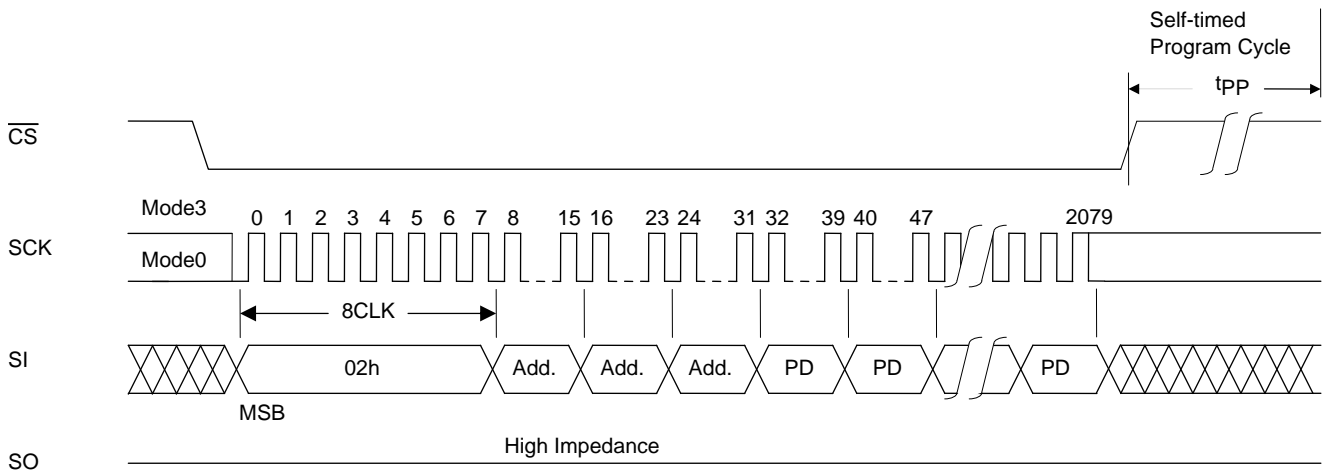 Self-timed
Program Cycle
tPP
CS
Mode3
0 1 2 3 4 5 6 7 8 15 16 23 24 31 32 39 40 47 2079
SCK
Mode0
8CLK
SI
02h Add. Add. Add. PD PD PD
MSB
High Impedance
SO